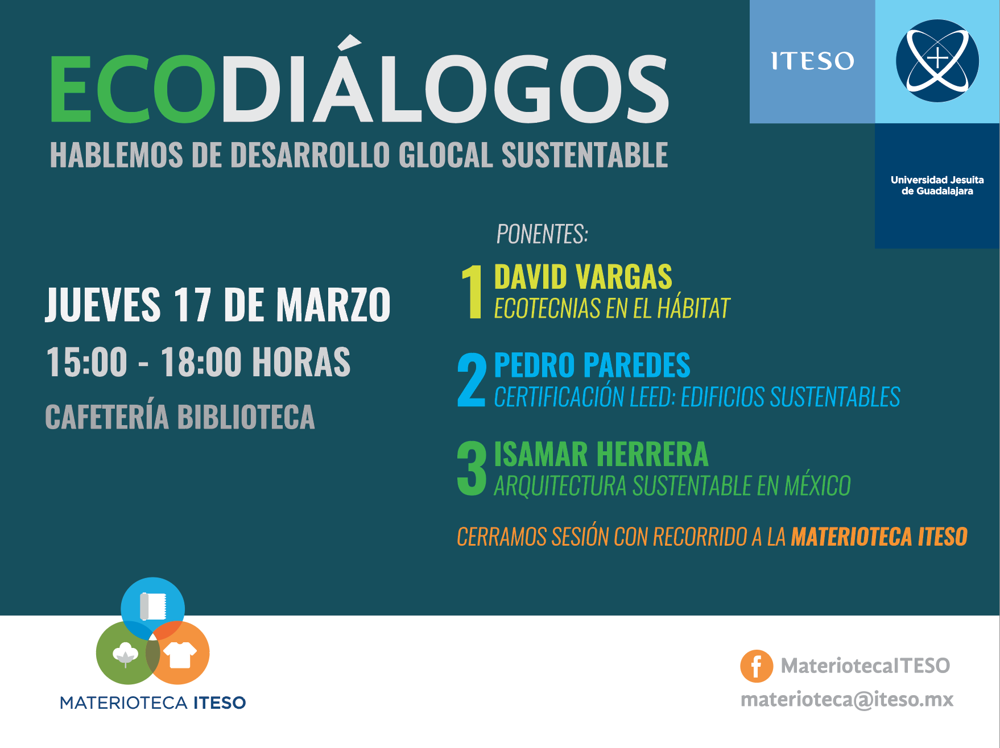 ECODIÁLOGOS
HABLEMOS DE DESARROLLO GLOCAL SUSTENTABLE
ITESO
Universidad Jesuita
de Guadalajara
JUEVES 17 DE MARZO
15:00 - 18:00 HORAS
CAFETERÍA BIBLIOTECA
PONENTES:
1 DAVID VARGAS
ECOTECNIAS EN EL HÁBITAT
2 PEDRO PAREDES
CERTIFICACIÓN LEED: EDIFICIOS SUSTENTABLES
3 ISAMAR HERRERA
ARQUITECTURA SUSTENTABLE EN MÉXICO
CERRAMOS SESIÓN CON RECORRIDO A LA MATERIOTECA ITESO
MATERIOTECA ITESO
f MateriotecaITESO
materioteca@iteso.mx